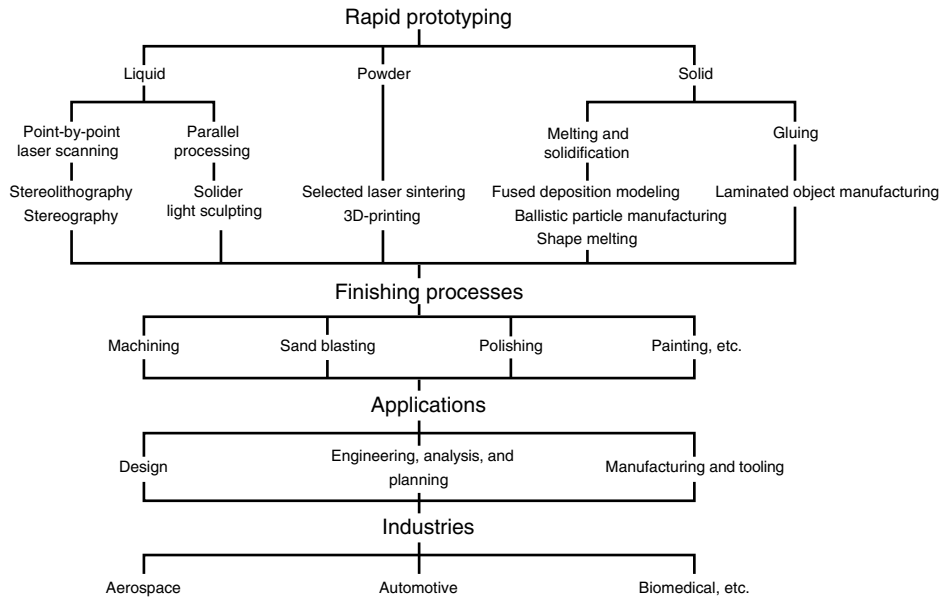 Rapid prototyping
Liquid
Powder
Solid
Point-by-point
laser scanning
Parallel
processing
Melting and
solidification
Gluing
Stereolithography
Stereography
Solider
light sculpting
Selected laser sintering
3D-printing
Fused deposition modeling
Ballistic particle manufacturing
Shape melting
Laminated object manufacturing
Finishing processes
Machining
Sand blasting
Polishing
Painting, etc.
Applications
Design
Engineering, analysis, and
planning
Manufacturing and tooling
Industries
Aerospace
Automotive
Biomedical, etc.